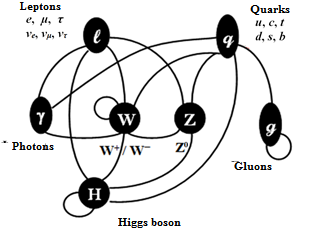 Leptons
e, μ, τ
νe, νμ, ντ
Quarks
u, c, t
d, s, b
ℓ
q
γ
W
Z
g
Photons
W⁺/ W⁻
Z⁰
Gluons
H
Higgs boson